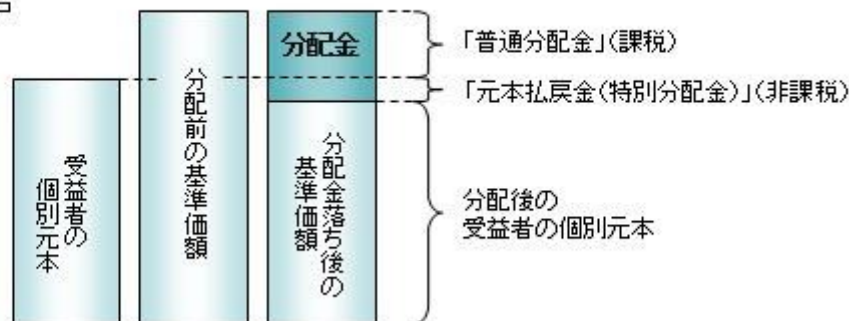 分配金
「普通分配金」(課税)
「元本払戻金(特別分配金)」(非課税)
受益者の
個別元本
分配前の基準価額
分配金落ち後の
基準価額
分配後の
受益者の個別元本